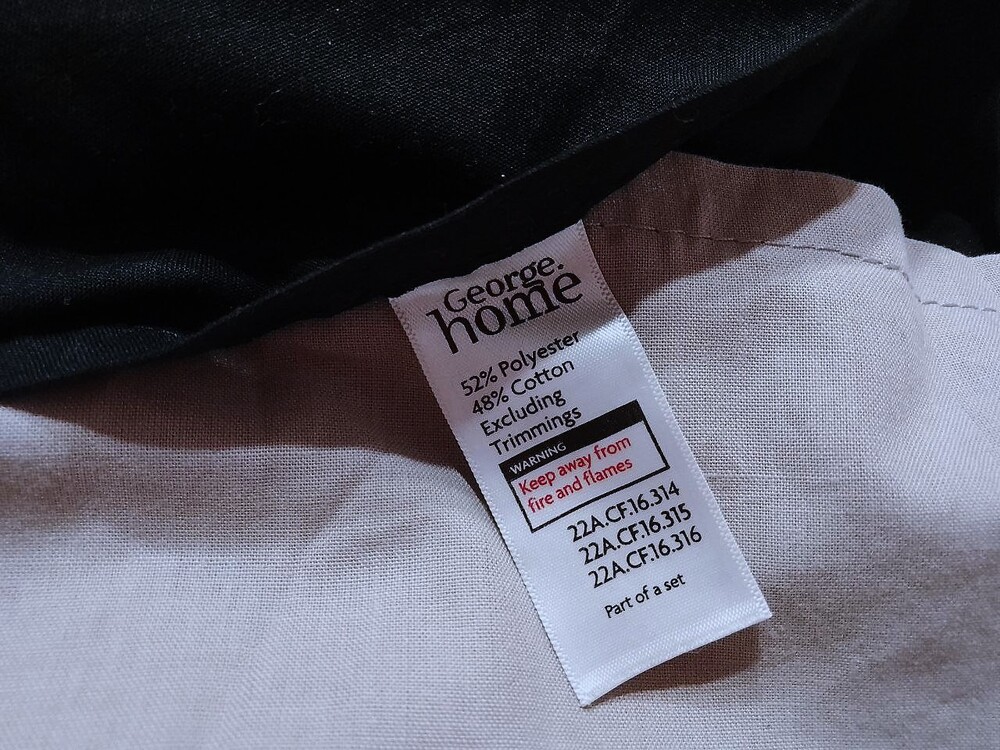 George.
home
52% Polyester
48% Cotton
Excluding
Trimmings
WARNING
Keep away from
fire and flames
22A.CF.16.314
22A.CF.16.315
22A.CF.16.316
Part of a set